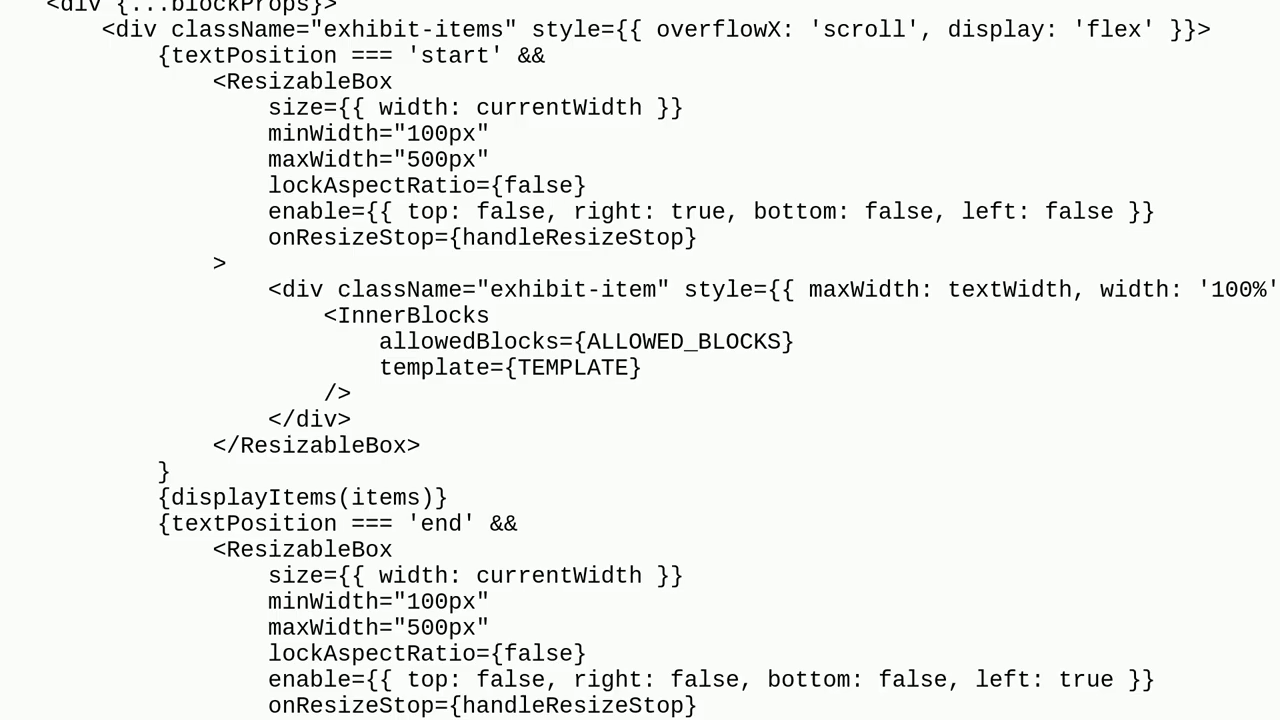 <div {...blockProps}>
<div className="exhibit-items" style={{ overflowX: 'scroll', display: 'flex' }}>
{textPosition === 'start' &&
<ResizableBox
size={{ width: currentWidth }}
minWidth="100px"
maxWidth="500px"
lockAspectRatio={false}
enable={{ top: false, right: true, bottom: false, left: false }}
onResizeStop={handleResizeStop}
>
<div className="exhibit-item" style={{ maxWidth: textWidth, width: '100%'
<InnerBlocks
allowedBlocks={ALLOWED_BLOCKS}
template={TEMPLATE}
/>
</div>
</ResizableBox>
}
{displayItems(items)}
{textPosition === 'end' &&
<ResizableBox
size={{ width: currentWidth }}
minWidth="100px"
maxWidth="500px"
lockAspectRatio={false}
enable={{ top: false, right: false, bottom: false, left: true }}
onResizeStop={handleResizeStop}